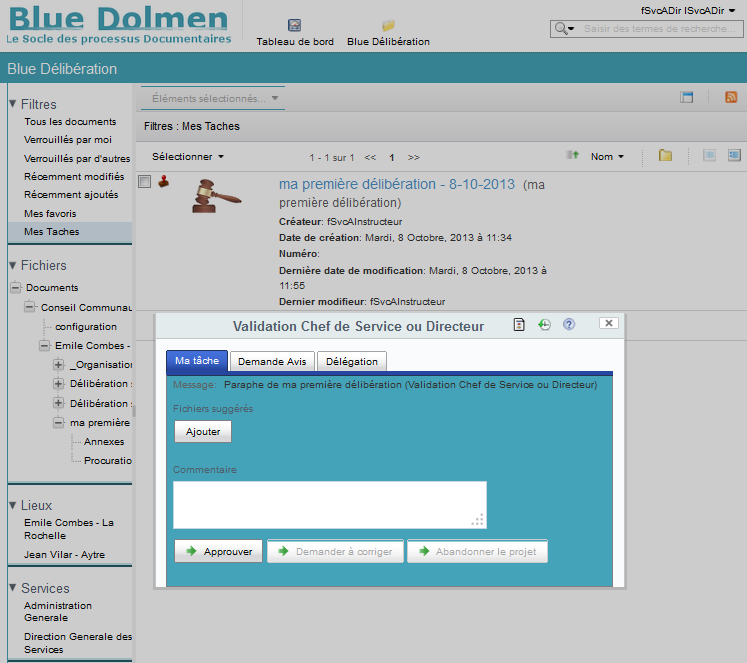 Blue Dolmen
Le Socle des processus Documentaires
Tableau de bord
Blue Délibération
fSvcADir lSvcADir
Saisir des termes de recherche...
Blue Délibération
Filtres
Tous les documents
Verrouillés par moi
Verrouillés par d'autres
Récemment modifiés
Récemment ajoutés
Mes favoris
Mes Taches
Fichiers
Documents
Conseil Communau
configuration
Emile Combes -
_Organisation
Délibération
Délibération
ma première
Annexes
Procuratio
Lieux
Emile Combes - La
Rochelle
Jean Vilar - Aytre
Services
Administration
Generale
Direction Generale des
Services
Éléments sélectionnés...
Filtres : Mes Taches
Sélectionner
1 - 1 sur 1 << 1 >>
Nom
ma première délibération - 8-10-2013 (ma
première délibération)
Créateur: fSvcAInstructeur
Date de création: Mardi, 8 Octobre, 2013 à 11:34
Numéro:
Dernière date de modification: Mardi, 8 Octobre, 2013 à
11:55
Dernier modifieur: fSvcAInstructeur
Validation Chef de Service ou Directeur
Ma tâche
Demande Avis
Délégation
Message: Paraphe de ma première délibération (Validation Chef de Service ou Directeur)
Fichiers suggérés
Ajouter
Commentaire
Approuver
Demander à corriger
Abandonner le projet